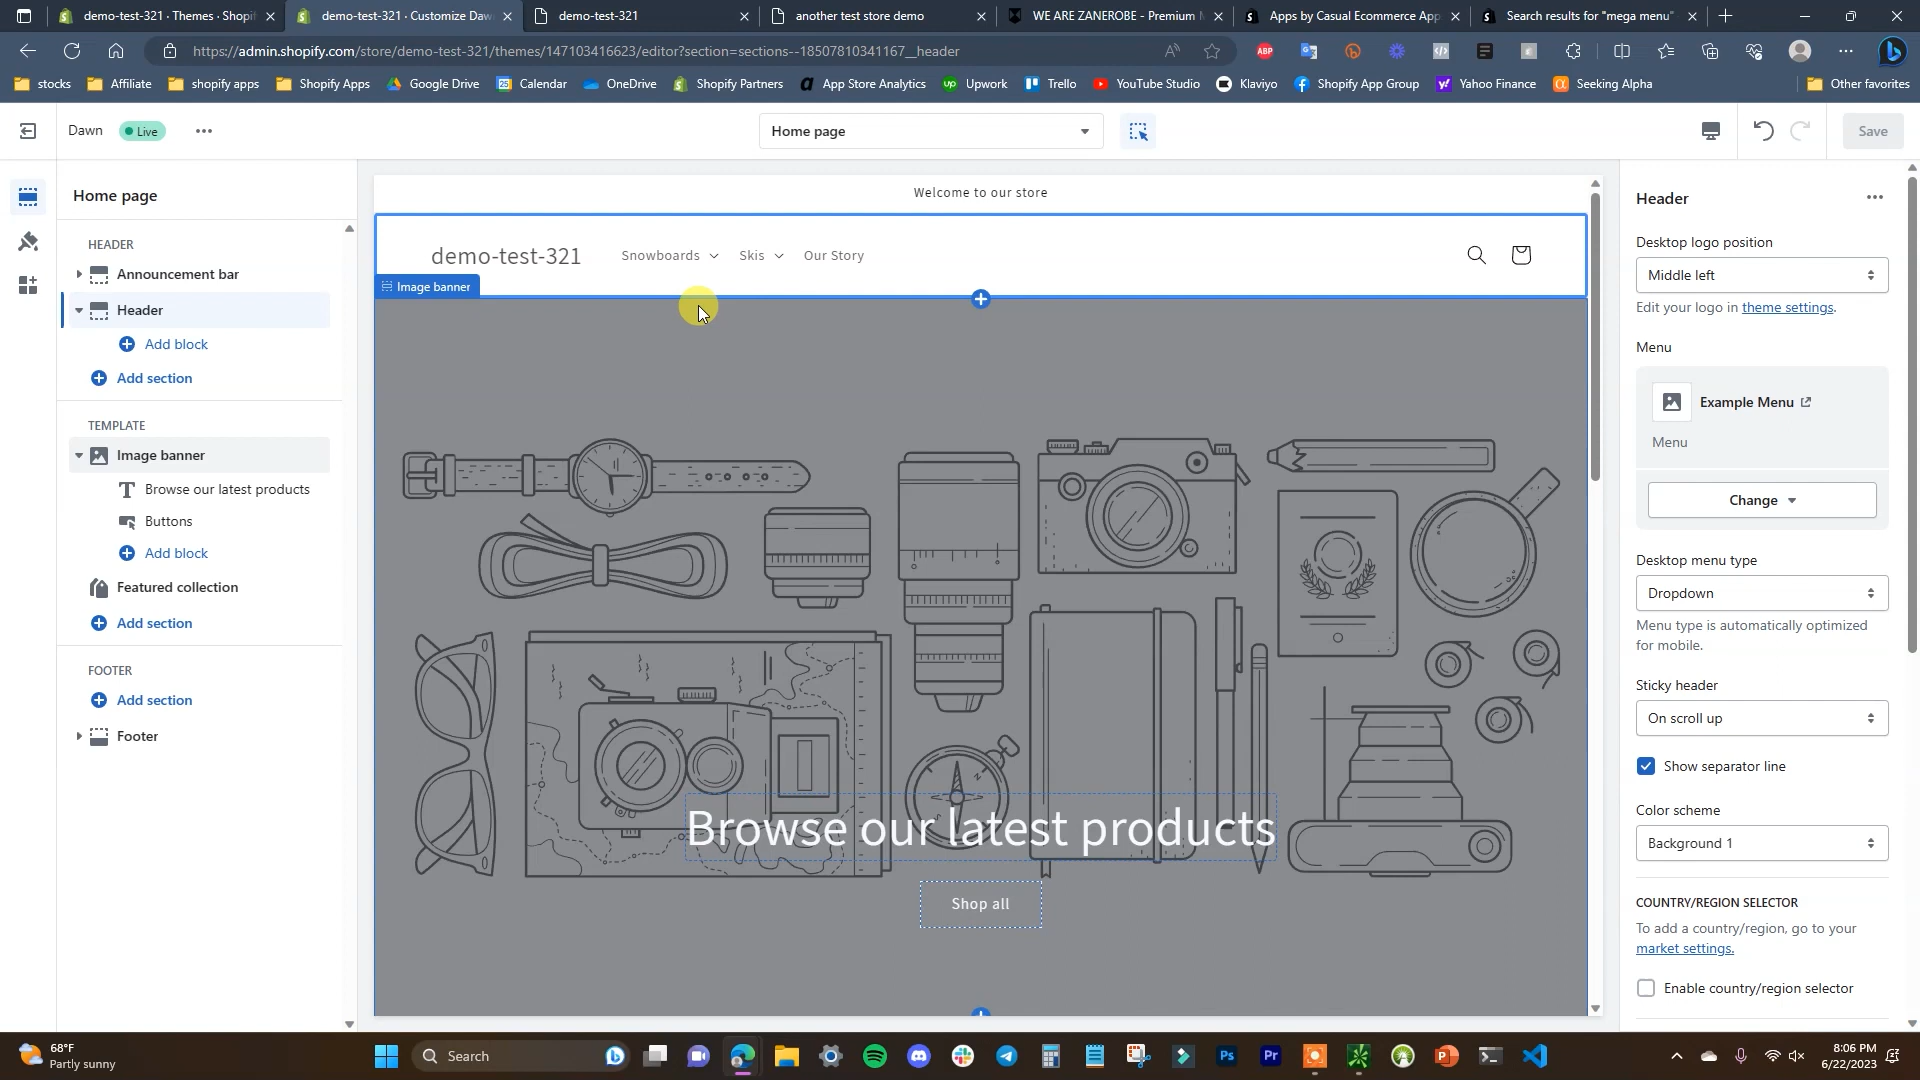 demo-test-321 · Themes · Shopif
demo-test-321 · Customize Daw
demo-test-321
another test store demo
WE ARE ZANEROBE - Premium M
Apps by Casual Ecommerce App
Search results for "mega menu"
https://admin.shopify.com/store/demo-test-321/themes/147103416623/editor?section=sections--18507810341167__header
stocks
Affiliate
shopify apps
Shopify Apps
Google Drive
Calendar
OneDrive
Shopify Partners
App Store Analytics
Upwork
Trello
YouTube Studio
Klaviyo
Shopify App Group
Yahoo Finance
Seeking Alpha
Other favorites
Dawn
Live
Home page
Save
Home page
HEADER
Announcement bar
Header
Add block
Add section
TEMPLATE
Image banner
Browse our latest products
Buttons
Add block
Featured collection
Add section
FOOTER
Add section
Footer
Welcome to our store
demo-test-321
Snowboards
Skis
Our Story
Image banner
Browse our latest products
Shop all
Header
Desktop logo position
Middle left
Edit your logo in theme settings.
Menu
Example Menu
Menu
Change
Desktop menu type
Dropdown
Menu type is automatically optimized
for mobile.
Sticky header
On scroll up
Show separator line
Color scheme
Background 1
COUNTRY/REGION SELECTOR
To add a country/region, go to your
market settings.
Enable country/region selector
68°F
Partly sunny
Search
8:06 PM
6/22/2023